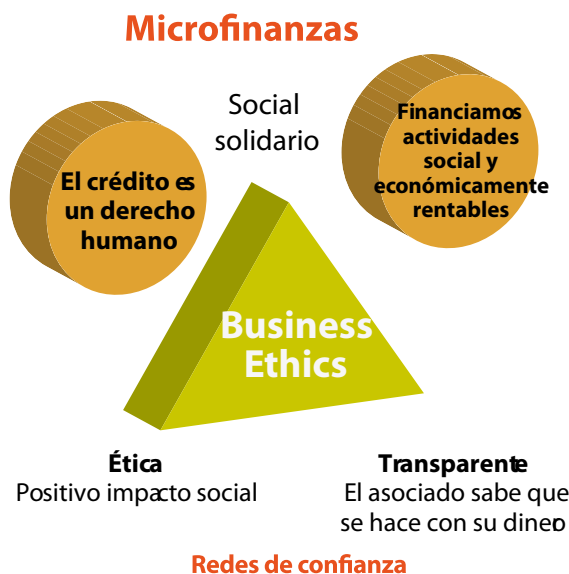 Microfinanzas
Social
solidario
El crédito es
un derecho
humano
Financiamos
actividades
social y
económicamente
rentables
Business
Ethics
Ética
Positivo impacto social
Transparente
El asociado sabe que
se hace con su dinero
Redes de confianza